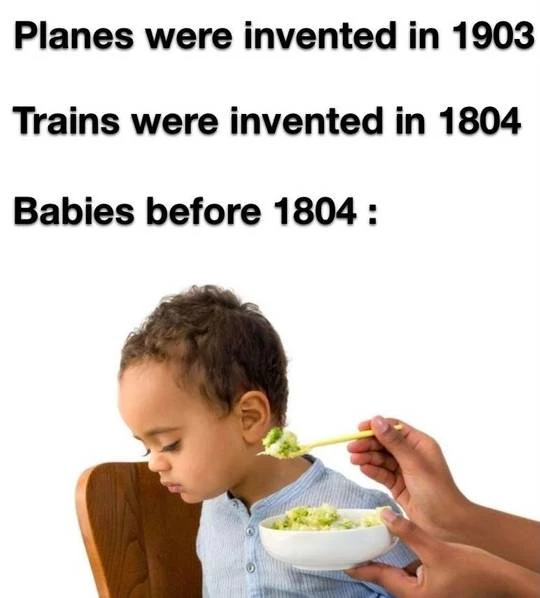 Planes were invented in 1903
Trains were invented in 1804
Babies before 1804 :